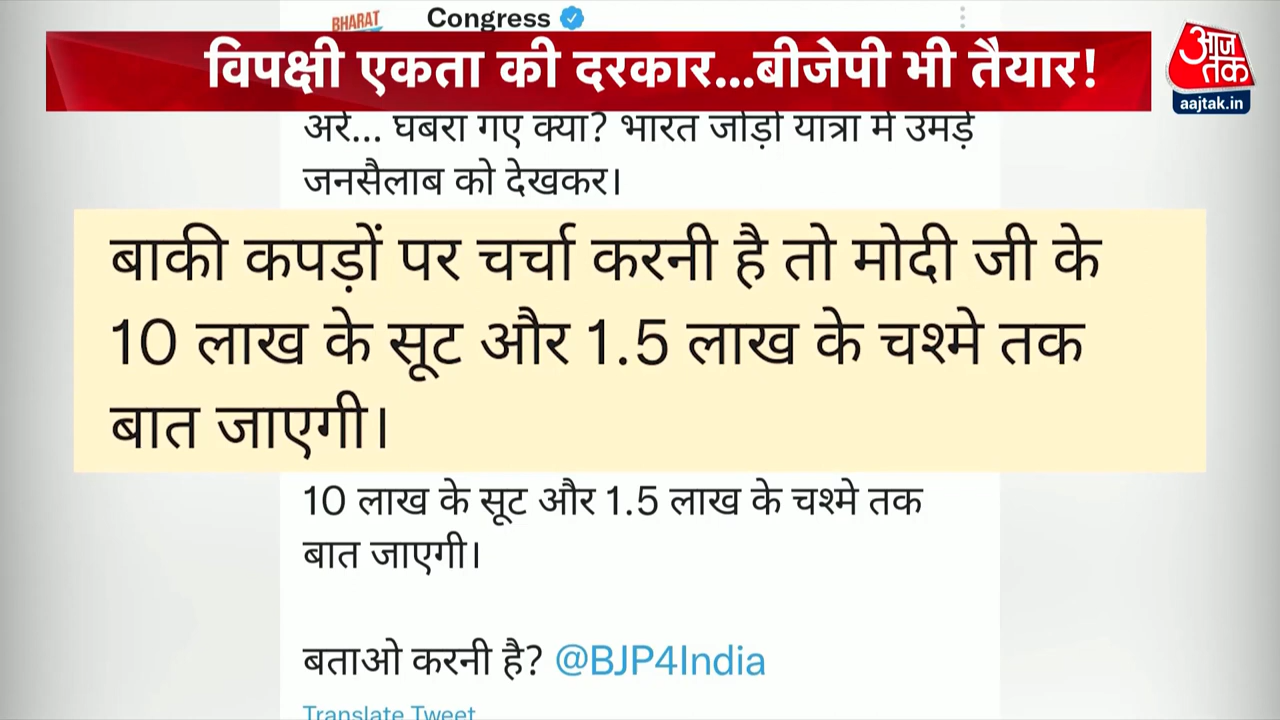 BHARAT
Congress
विपक्षी एकता की दरकार...बीजेपी भी तैयार!
आज तक
aajtak.in
अरे... घबरा गए क्या? भारत जोड़ो यात्रा में उमड़े
जनसैलाब को देखकर।
बाकी कपड़ों पर चर्चा करनी है तो मोदी जी के
10 लाख के सूट और 1.5 लाख के चश्मे तक
बात जाएगी।
10 लाख के सूट और 1.5 लाख के चश्मे तक
बात जाएगी।
बताओ करनी है? @BJP4India
Translate Tweet